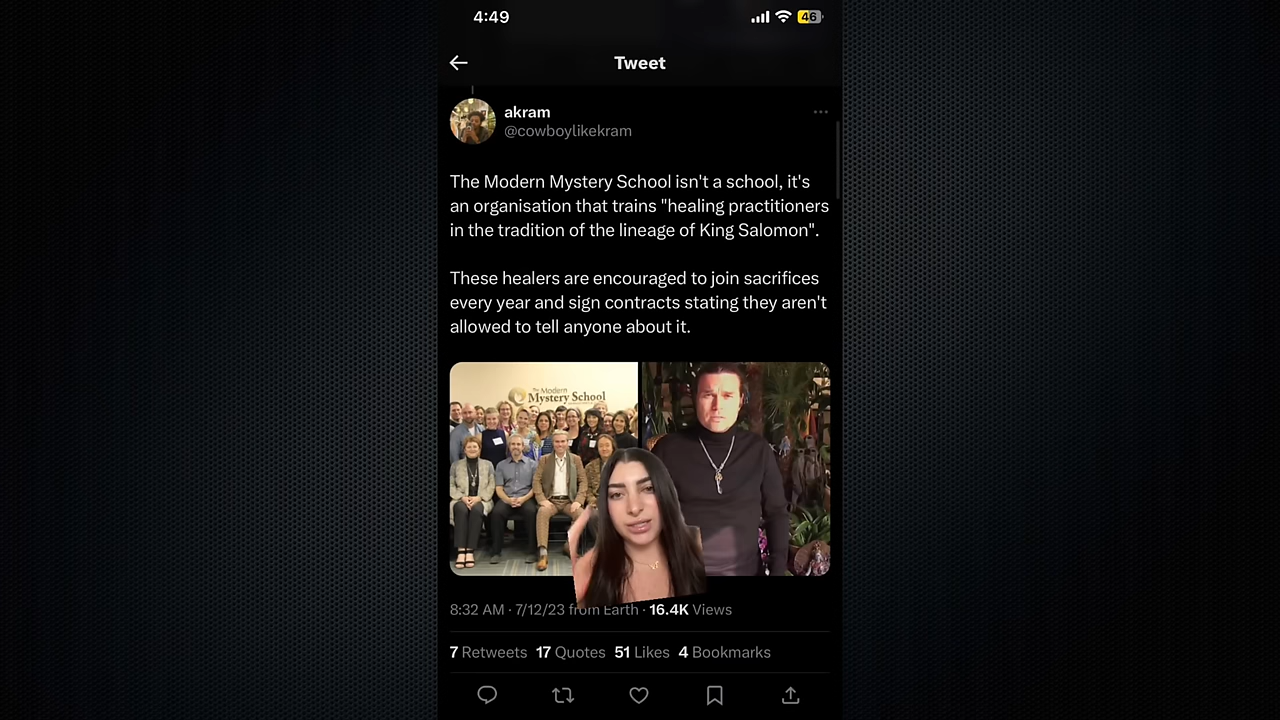 4:49
46
Tweet
akram
@cowboylikekram
The Modern Mystery School isn't a school, it's
an organisation that trains "healing practitioners
in the tradition of the lineage of King Salomon".
These healers are encouraged to join sacrifices
every year and sign contracts stating they aren't
allowed to tell anyone about it.
The Modern
Mystery School
8:32 AM · 7/12/23 from Earth · 16.4K Views
7 Retweets 17 Quotes 51 Likes 4 Bookmarks